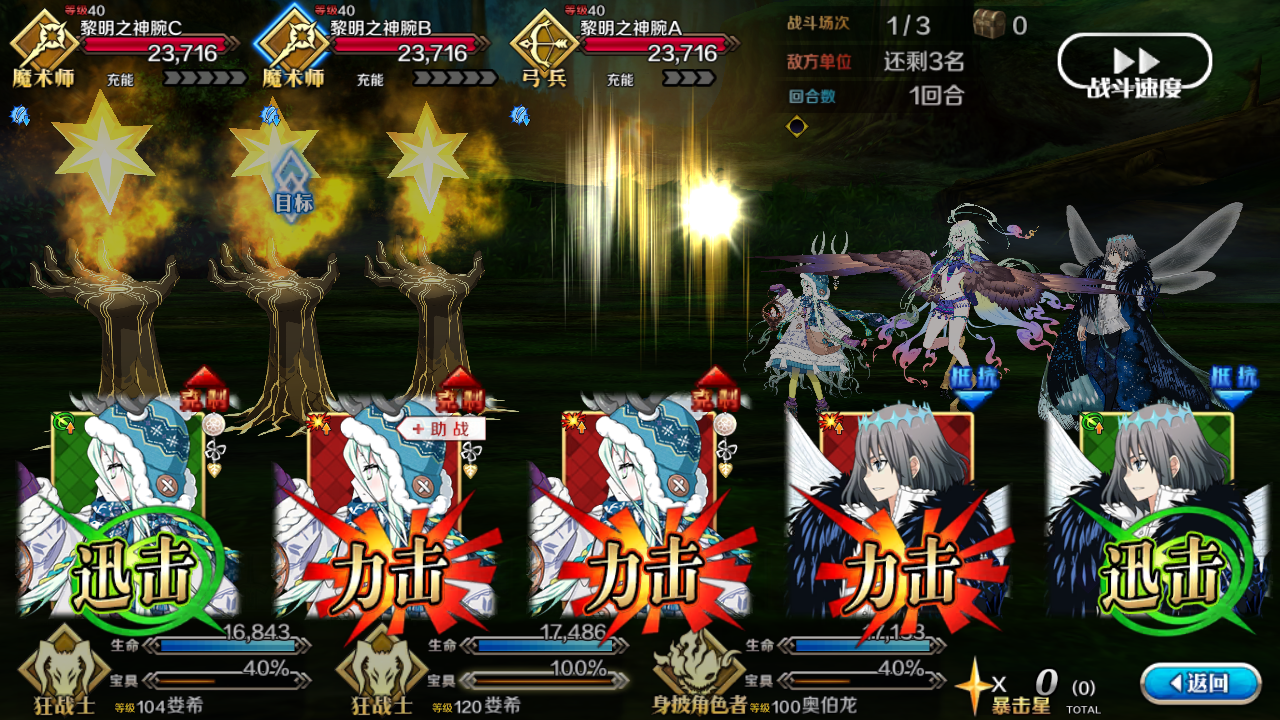 等级40
黎明之神腕C
23,716
魔术师
充能
等级40
黎明之神腕B
23,716
魔术师
充能
等级40
黎明之神腕A
23,716
弓兵
充能
战斗场次 1/3
0
敌方单位 还剩3名
回合数 1回合
战斗速度
目标
克制
克制
克制
抵抗
抵抗
+助战
迅击
力击
力击
力击
迅击
生命 16,843
宝具 40%
狂战士 等级104娄希
生命 17,486
宝具 100%
狂战士 等级120娄希
生命 17,133
宝具 40%
身披角色者 等级100奥伯龙
X 0 (0)
暴击星 TOTAL
返回